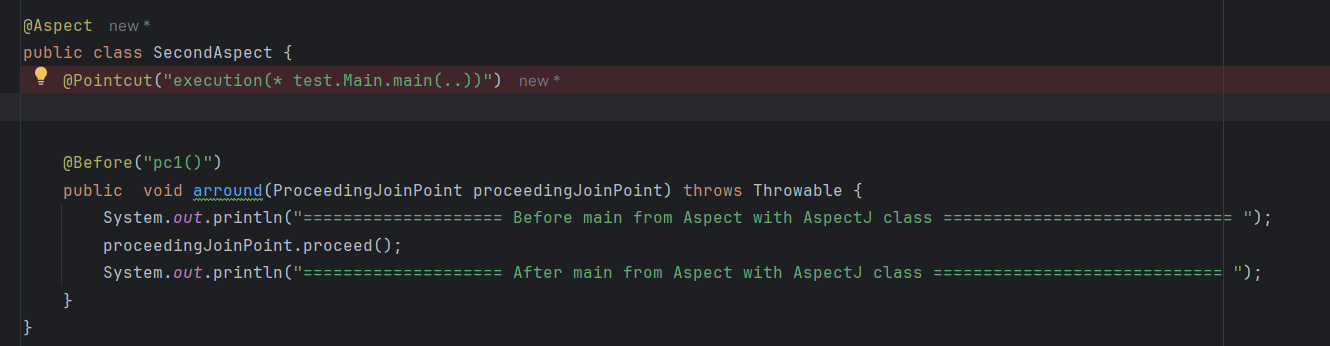 @Aspect new *
public class SecondAspect {
@Pointcut("execution(* test.Main.main(..))") new *
@Before("pc1()")
public  void arround(ProceedingJoinPoint proceedingJoinPoint) throws Throwable {
System.out.println("==================== Before main from Aspect with AspectJ class ============================= ");
proceedingJoinPoint.proceed();
System.out.println("==================== After main from Aspect with AspectJ class ============================= ");
}
}